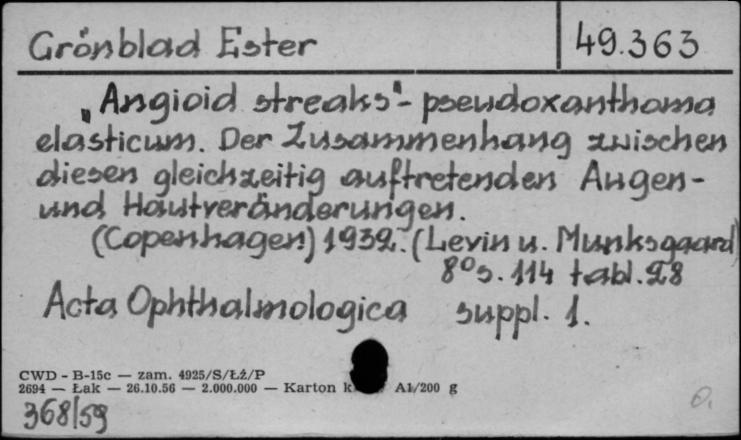 Grönblad Ester
49.363
"Angioid streaks"- pseudoxanthoma
elasticum. Der Zusammenhang zwischen
diesen gleichzeitig auftretenden Augen-
und Hautveränderungen.
(Copenhagen) 1932. (Levin u. Munksgaard)
8° s. 114 tabl. 28
Acta Ophthalmologica suppl. 1.
CWD - B-15c — zam. 4925/S/ŁŹ/P
2694 — Łak — 26.10.56 — 2.000.000 — Karton k A1/200 g
368/59